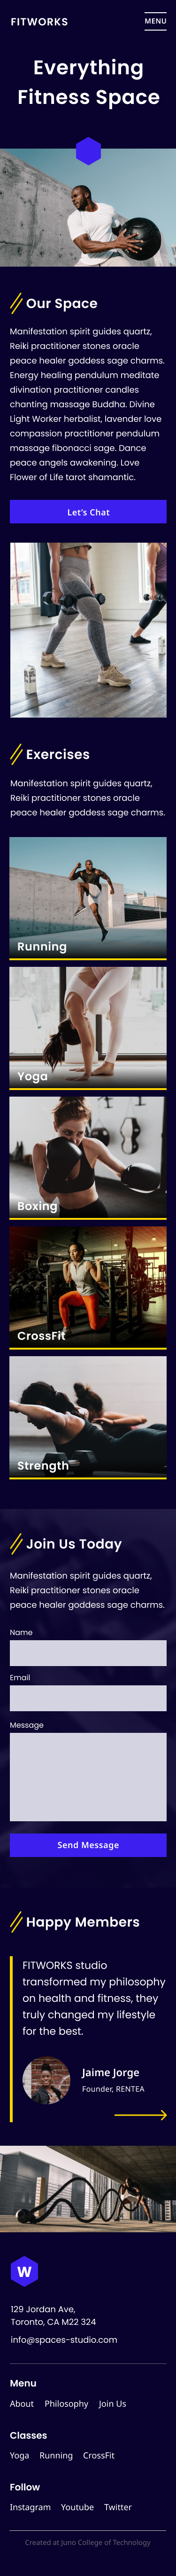 FITWORKS
MENU
Everything
Fitness Space
Our Space
Manifestation spirit guides quartz,
Reiki practitioner stones oracle
peace healer goddess sage charms.
Energy healing pendulum meditate
divination practitioner candles
chanting massage Buddha. Divine
Light Worker herbalist, lavender love
compassion practitioner pendulum
massage fibonacci sage. Dance
peace angels awakening. Love
Flower of Life tarot shamantic.
Let's Chat
Exercises
Manifestation spirit guides quartz,
Reiki practitioner stones oracle
peace healer goddess sage charms.
Running
Yoga
Boxing
CrossFit
Strength
Join Us Today
Manifestation spirit guides quartz,
Reiki practitioner stones oracle
peace healer goddess sage charms.
Name
Email
Message
Send Message
Happy Members
FITWORKS studio
transformed my philosophy
on health and fitness, they
truly changed my lifestyle
for the best.
Jaime Jorge
Founder, RENTEA
W
129 Jordan Ave,
Toronto, CA M22 324
info@spaces-studio.com
Menu
About Philosophy Join Us
Classes
Yoga Running CrossFit
Follow
Instagram Youtube Twitter
Created at Juno College of Technology